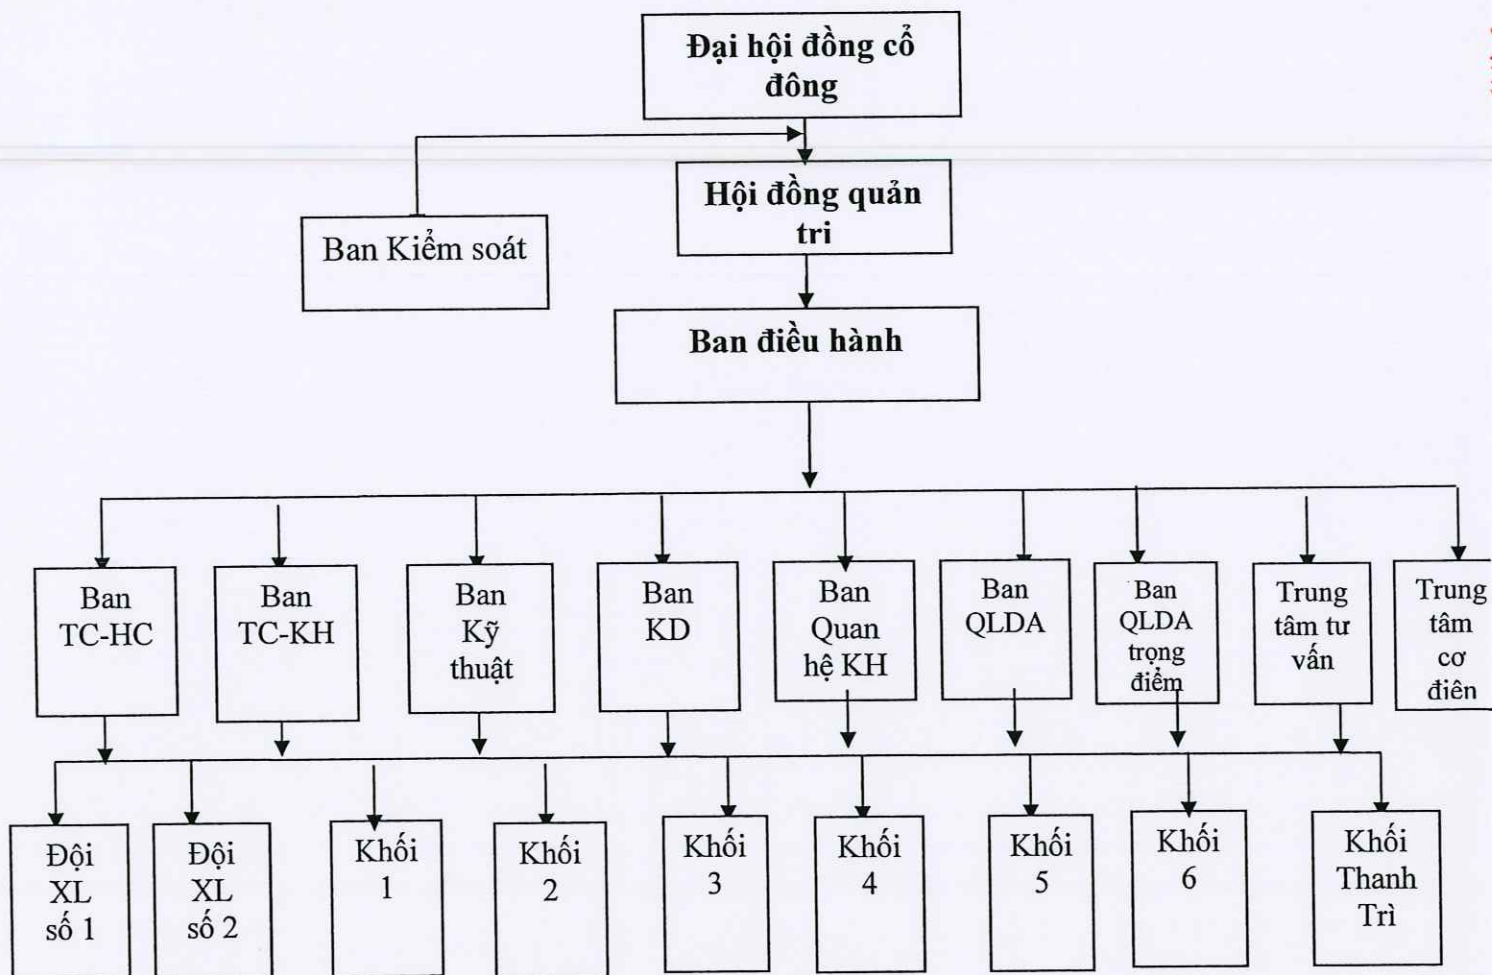 Đại hội đồng cổ
đông
Hội đồng quản
tri
Ban Kiểm soát
Ban điều hành
Ban
TC-HC
Ban
TC-KH
Ban
Kỹ
thuật
Ban
KD
Ban
Quan
hệ KH
Ban
QLDA
Ban
QLDA
trọng
điểm
Trung
tâm tư
vấn
Trung
tâm
cơ
điên
Đội
XL
số 1
Đội
XL
số 2
Khối
1
Khối
2
Khối
3
Khối
4
Khối
5
Khối
6
Khối
Thanh
Trì